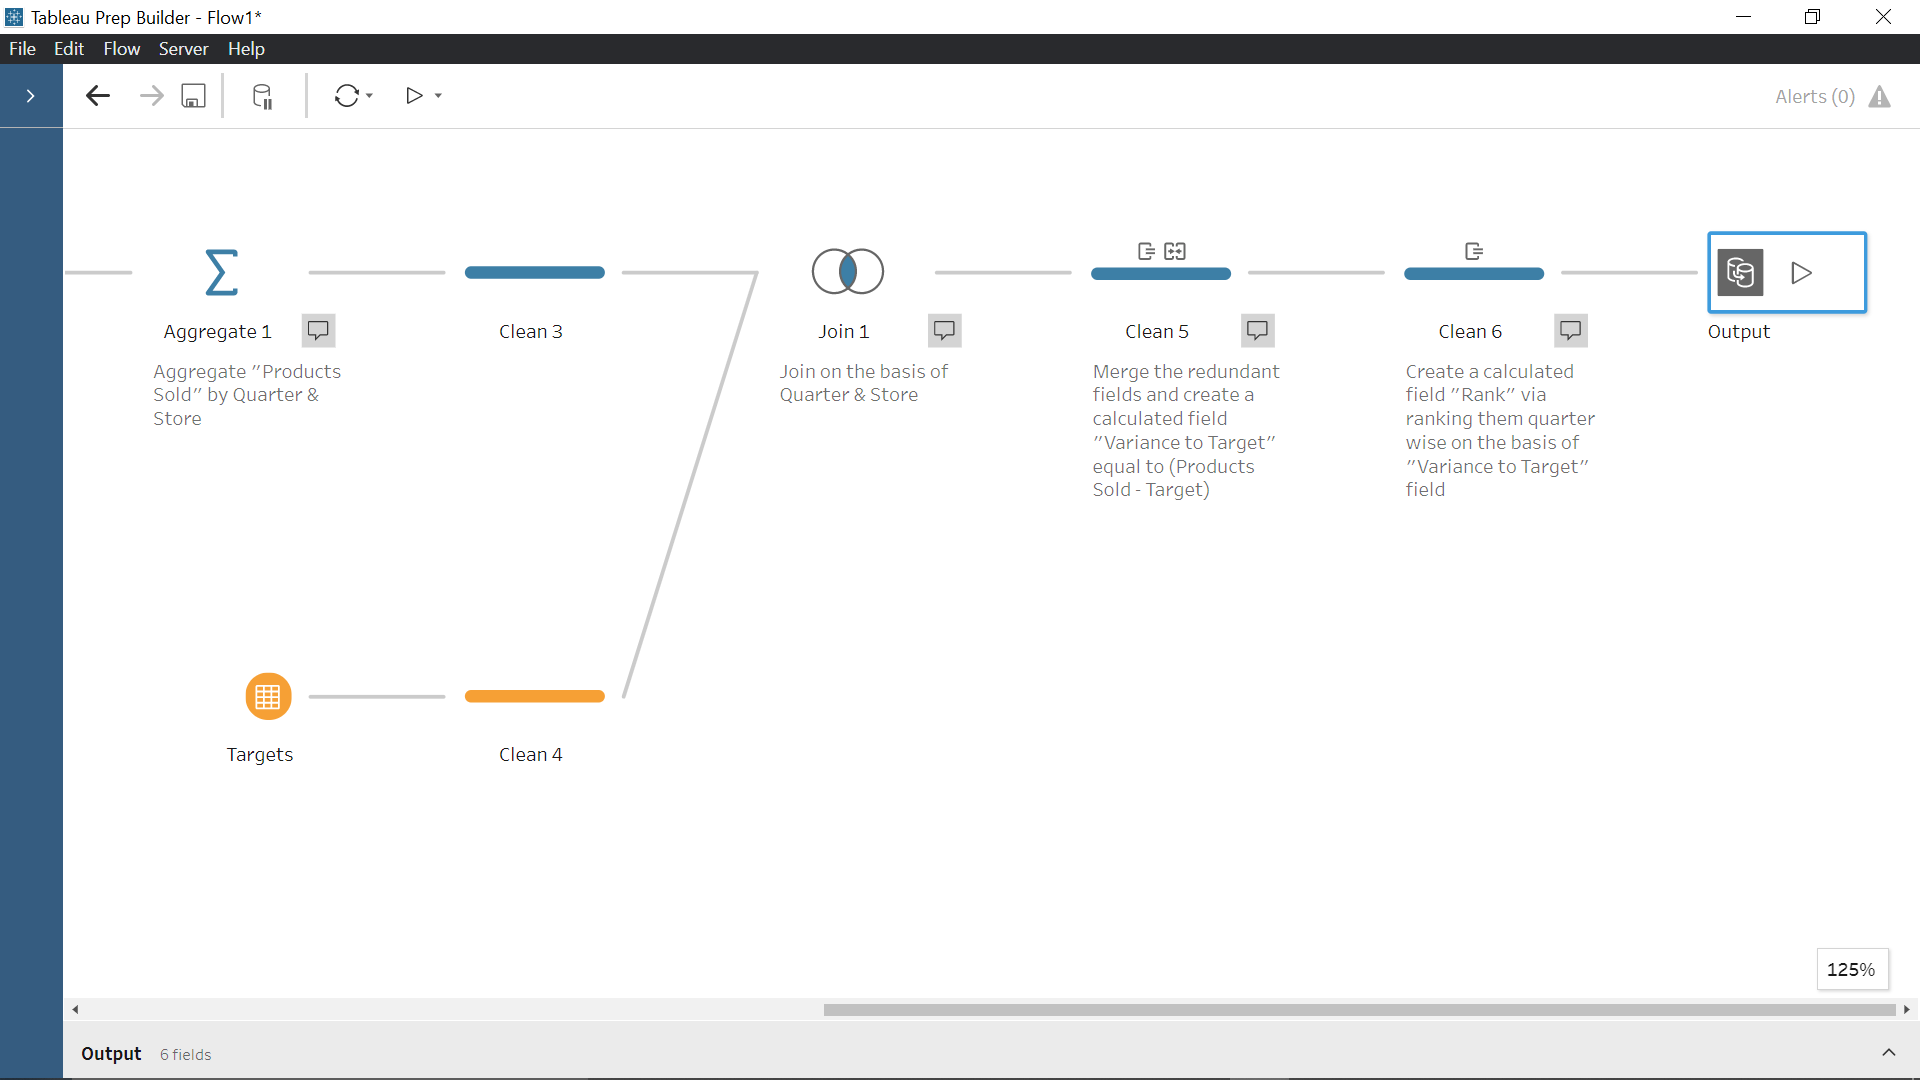 Tableau Prep Builder - Flow1*
File Edit Flow Server Help
Alerts (0)
Aggregate 1
Aggregate "Products
Sold" by Quarter &
Store
Clean 3
Join 1
Join on the basis of
Quarter & Store
Clean 5
Merge the redundant
fields and create a
calculated field
"Variance to Target"
equal to (Products
Sold - Target)
Clean 6
Create a calculated
field "Rank" via
ranking them quarter
wise on the basis of
"Variance to Target"
field
Output
Targets
Clean 4
125%
Output 6 fields